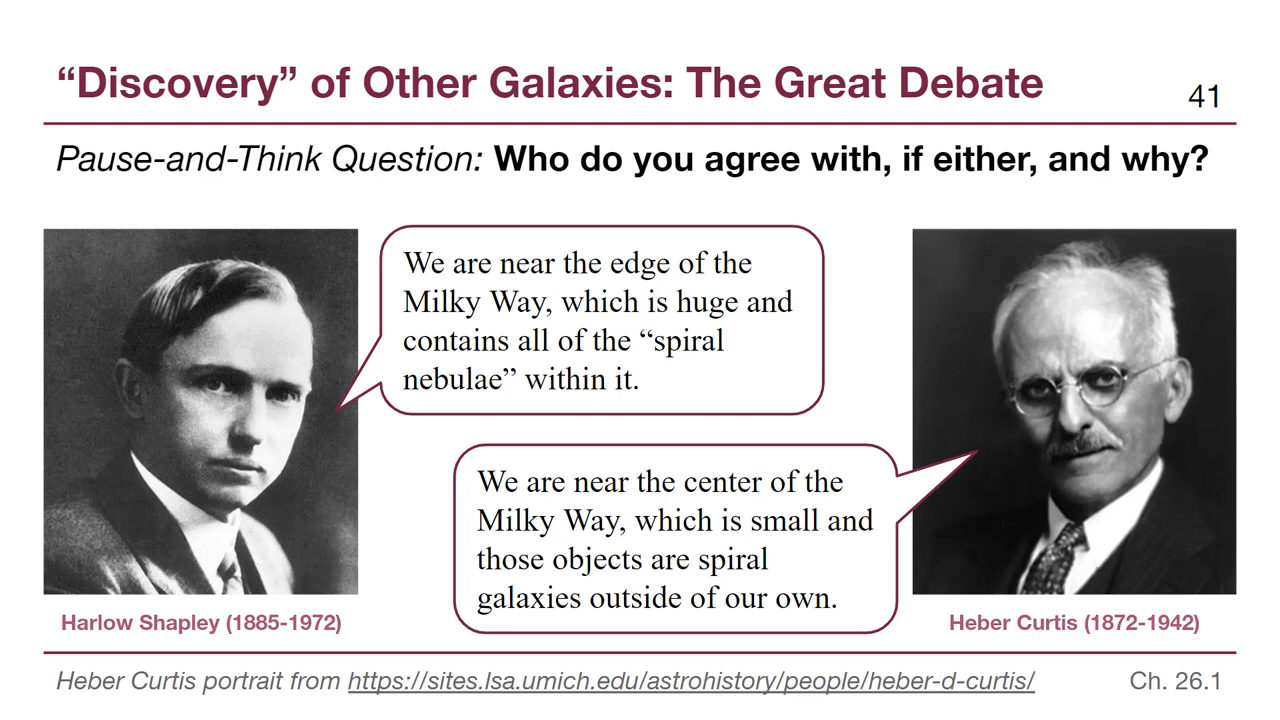 “Discovery” of Other Galaxies: The Great Debate
41
Pause-and-Think Question: Who do you agree with, if either, and why?
We are near the edge of the
Milky Way, which is huge and
contains all of the “spiral
nebulae” within it.
We are near the center of the
Milky Way, which is small and
those objects are spiral
galaxies outside of our own.
Harlow Shapley (1885-1972)
Heber Curtis (1872-1942)
Heber Curtis portrait from https://sites.lsa.umich.edu/astrohistory/people/heber-d-curtis/
Ch. 26.1